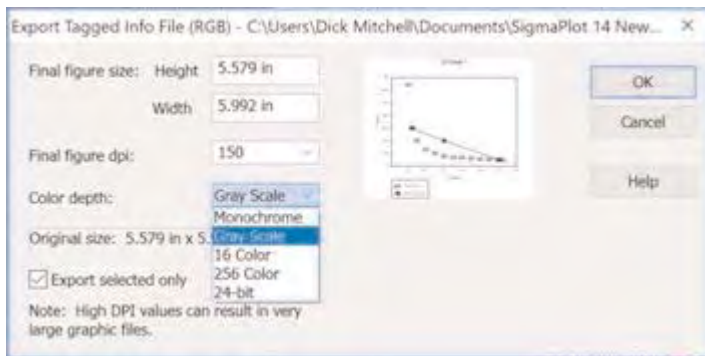 Export Tagged Info File (RGB) - C:\Users\Dick Mitchell\Documents\SigmaPlot 14 New... ×
Final figure size: Height 5.579 in
Width 5.992 in
Final figure dpi: 150
Color depth: Gray Scale
Monochrome
Gray Scale
16 Color
256 Color
24-bit
Original size: 5.579 in x 5.
Export selected only
Note: High DPI values can result in very
large graphic files.
OK
Cancel
Help